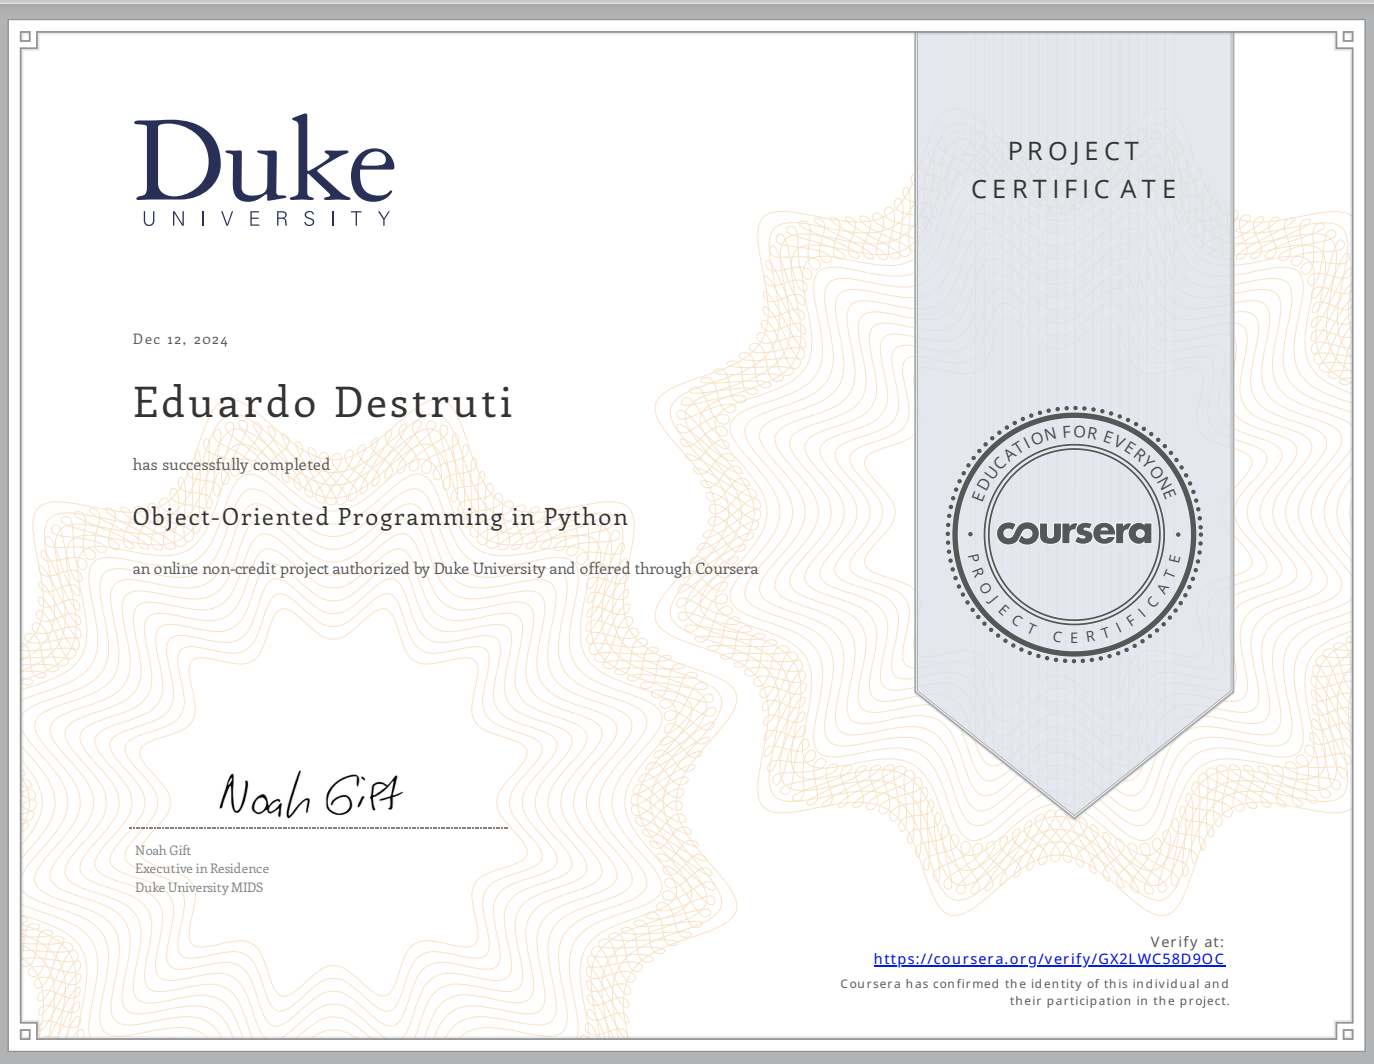 Duke
UNIVERSITY
PROJECT
CERTIFICATE
Dec 12, 2024
Eduardo Destruti
has successfully completed
Object-Oriented Programming in Python
an online non-credit project authorized by Duke University and offered through Coursera
EDUCATION FOR EVERYONE
coursera
PROJECT CERTIFICATE
Noah Gift
Noah Gift
Executive in Residence
Duke University MIDS
Verify at:
https://coursera.org/verify/GX2LWC58D9OC
Coursera has confirmed the identity of this individual and
their participation in the project.